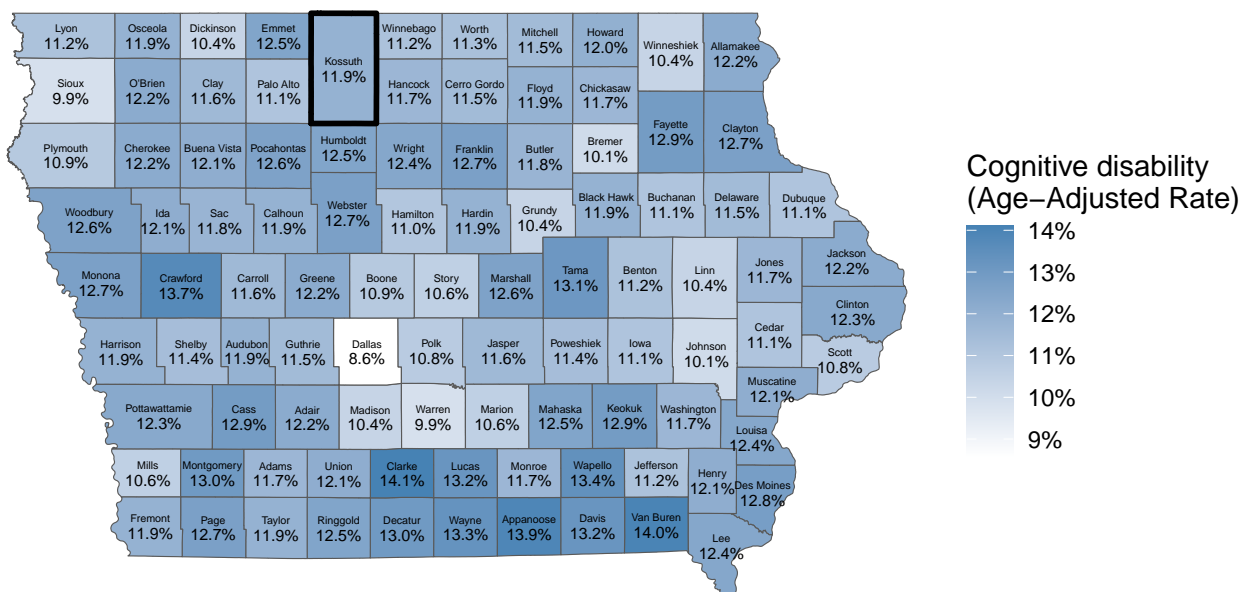 Lyon
11.2%
Osceola
11.9%
Dickinson
10.4%
Emmet
12.5%
Kossuth
11.9%
Winnebago
11.2%
Worth
11.3%
Mitchell
11.5%
Howard
12.0%
Winneshiek
10.4%
Allamakee
12.2%
Sioux
9.9%
O'Brien
12.2%
Clay
11.6%
Palo Alto
11.1%
Hancock
11.7%
Cerro Gordo
11.5%
Floyd
11.9%
Chickasaw
11.7%
Fayette
12.9%
Clayton
12.7%
Plymouth
10.9%
Cherokee
12.2%
Buena Vista
12.1%
Pocahontas
12.6%
Humboldt
12.5%
Wright
12.4%
Franklin
12.7%
Butler
11.8%
Bremer
10.1%
Woodbury
12.6%
Ida
12.1%
Sac
11.8%
Calhoun
11.9%
Webster
12.7%
Hamilton
11.0%
Hardin
11.9%
Grundy
10.4%
Black Hawk
11.9%
Buchanan
11.1%
Delaware
11.5%
Dubuque
11.1%
Monona
12.7%
Crawford
13.7%
Carroll
11.6%
Greene
12.2%
Boone
10.9%
Story
10.6%
Marshall
12.6%
Tama
13.1%
Benton
11.2%
Linn
10.4%
Jones
11.7%
Jackson
12.2%
Clinton
12.3%
Harrison
11.9%
Shelby
11.4%
Audubon
11.9%
Guthrie
11.5%
Dallas
8.6%
Polk
10.8%
Jasper
11.6%
Poweshiek
11.4%
Iowa
11.1%
Johnson
10.1%
Cedar
11.1%
Scott
10.8%
Muscatine
12.1%
Pottawattamie
12.3%
Cass
12.9%
Adair
12.2%
Madison
10.4%
Warren
9.9%
Marion
10.6%
Mahaska
12.5%
Keokuk
12.9%
Washington
11.7%
Louisa
12.4%
Mills
10.6%
Montgomery
13.0%
Adams
11.7%
Union
12.1%
Clarke
14.1%
Lucas
13.2%
Monroe
11.7%
Wapello
13.4%
Jefferson
11.2%
Henry
12.1%
Des Moines
12.8%
Fremont
11.9%
Page
12.7%
Taylor
11.9%
Ringgold
12.5%
Decatur
13.0%
Wayne
13.3%
Appanoose
13.9%
Davis
13.2%
Van Buren
14.0%
Lee
12.4%
Cognitive disability
(Age−Adjusted Rate)
14%
13%
12%
11%
10%
9%